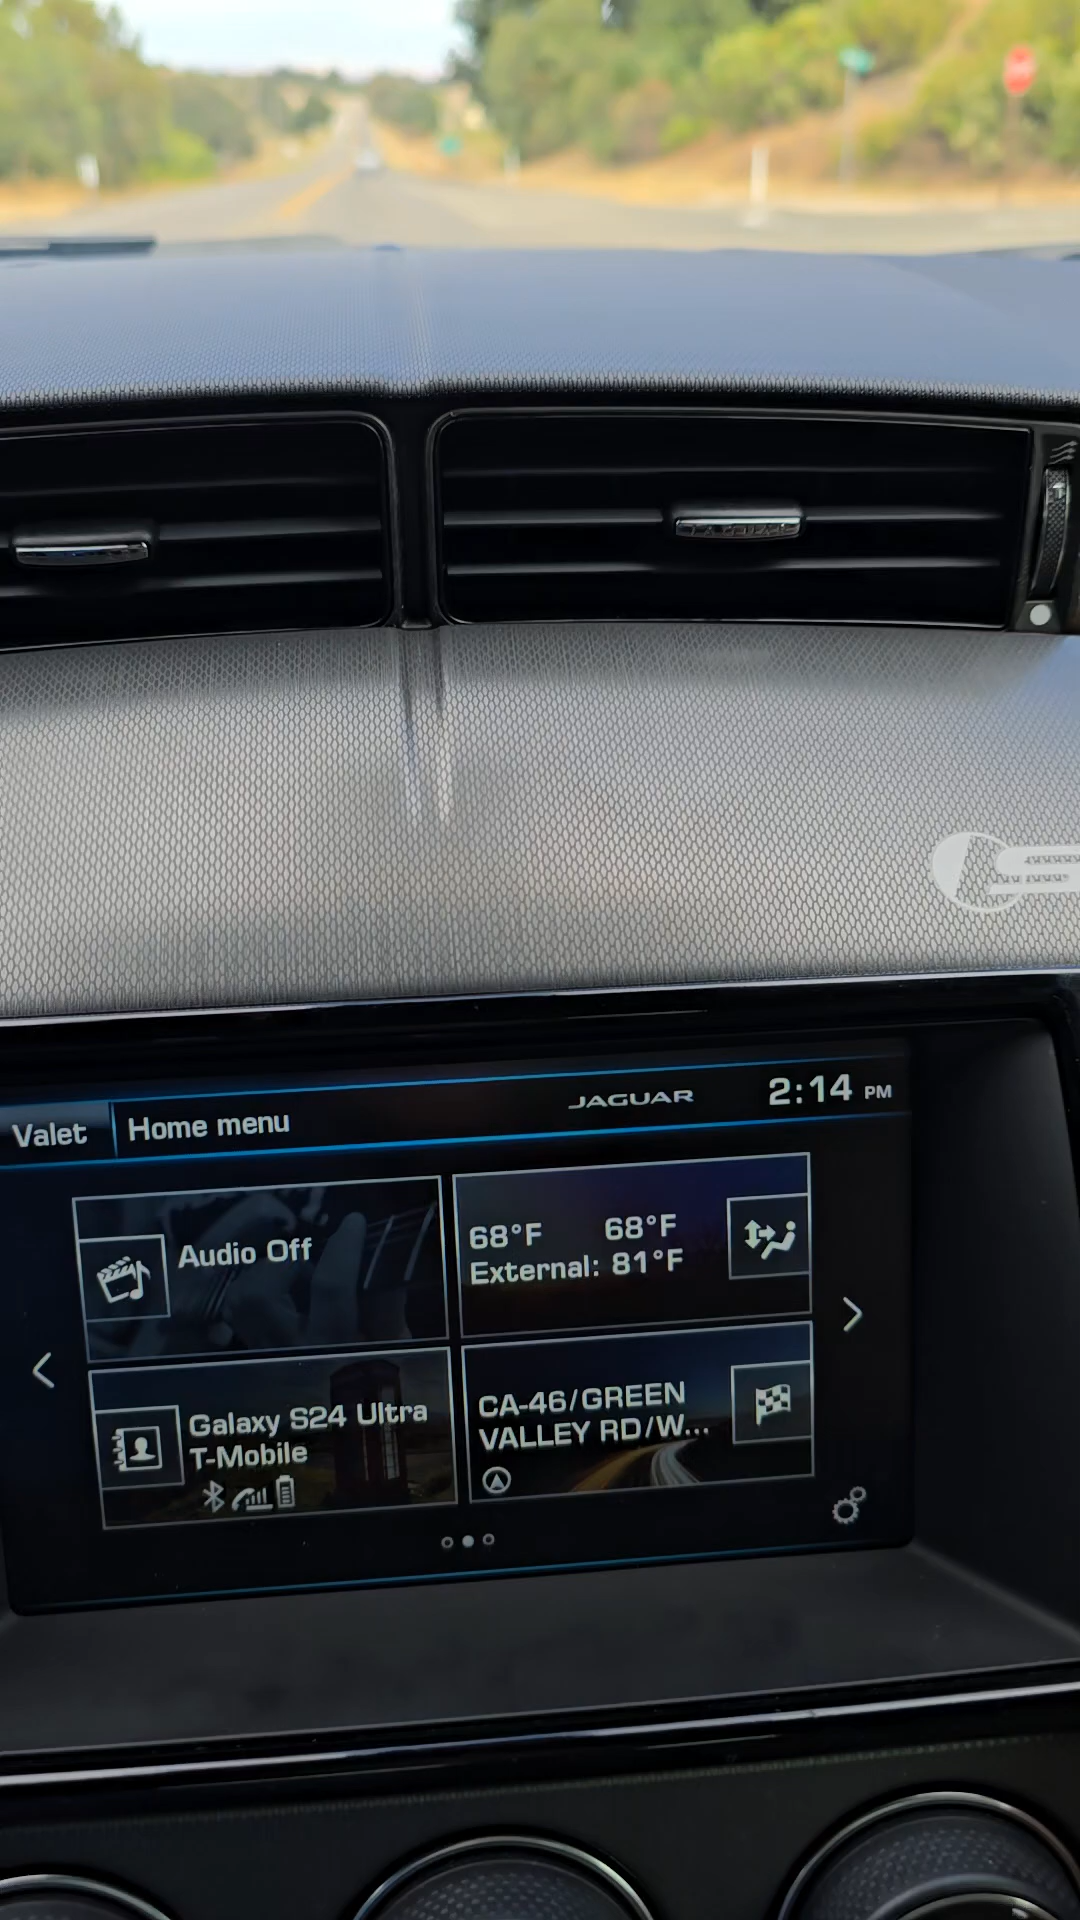 Valet
Home menu
JAGUAR
2:14 PM
Audio Off
68°F 68°F
External: 81°F
Galaxy S24 Ultra
T-Mobile
CA-46/GREEN
VALLEY RD/W...